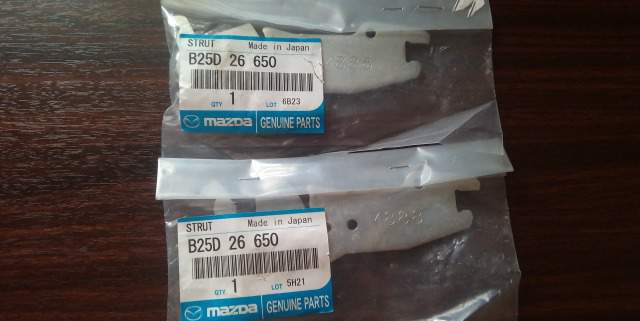 STRUT Made in Japan
B25D 26 650
QTY 1 LOT 6B23
mazda GENUINE PARTS
STRUT Made in Japan
B25D 26 650
4888
QTY 1 LOT 5H21
mazda GENUINE PARTS